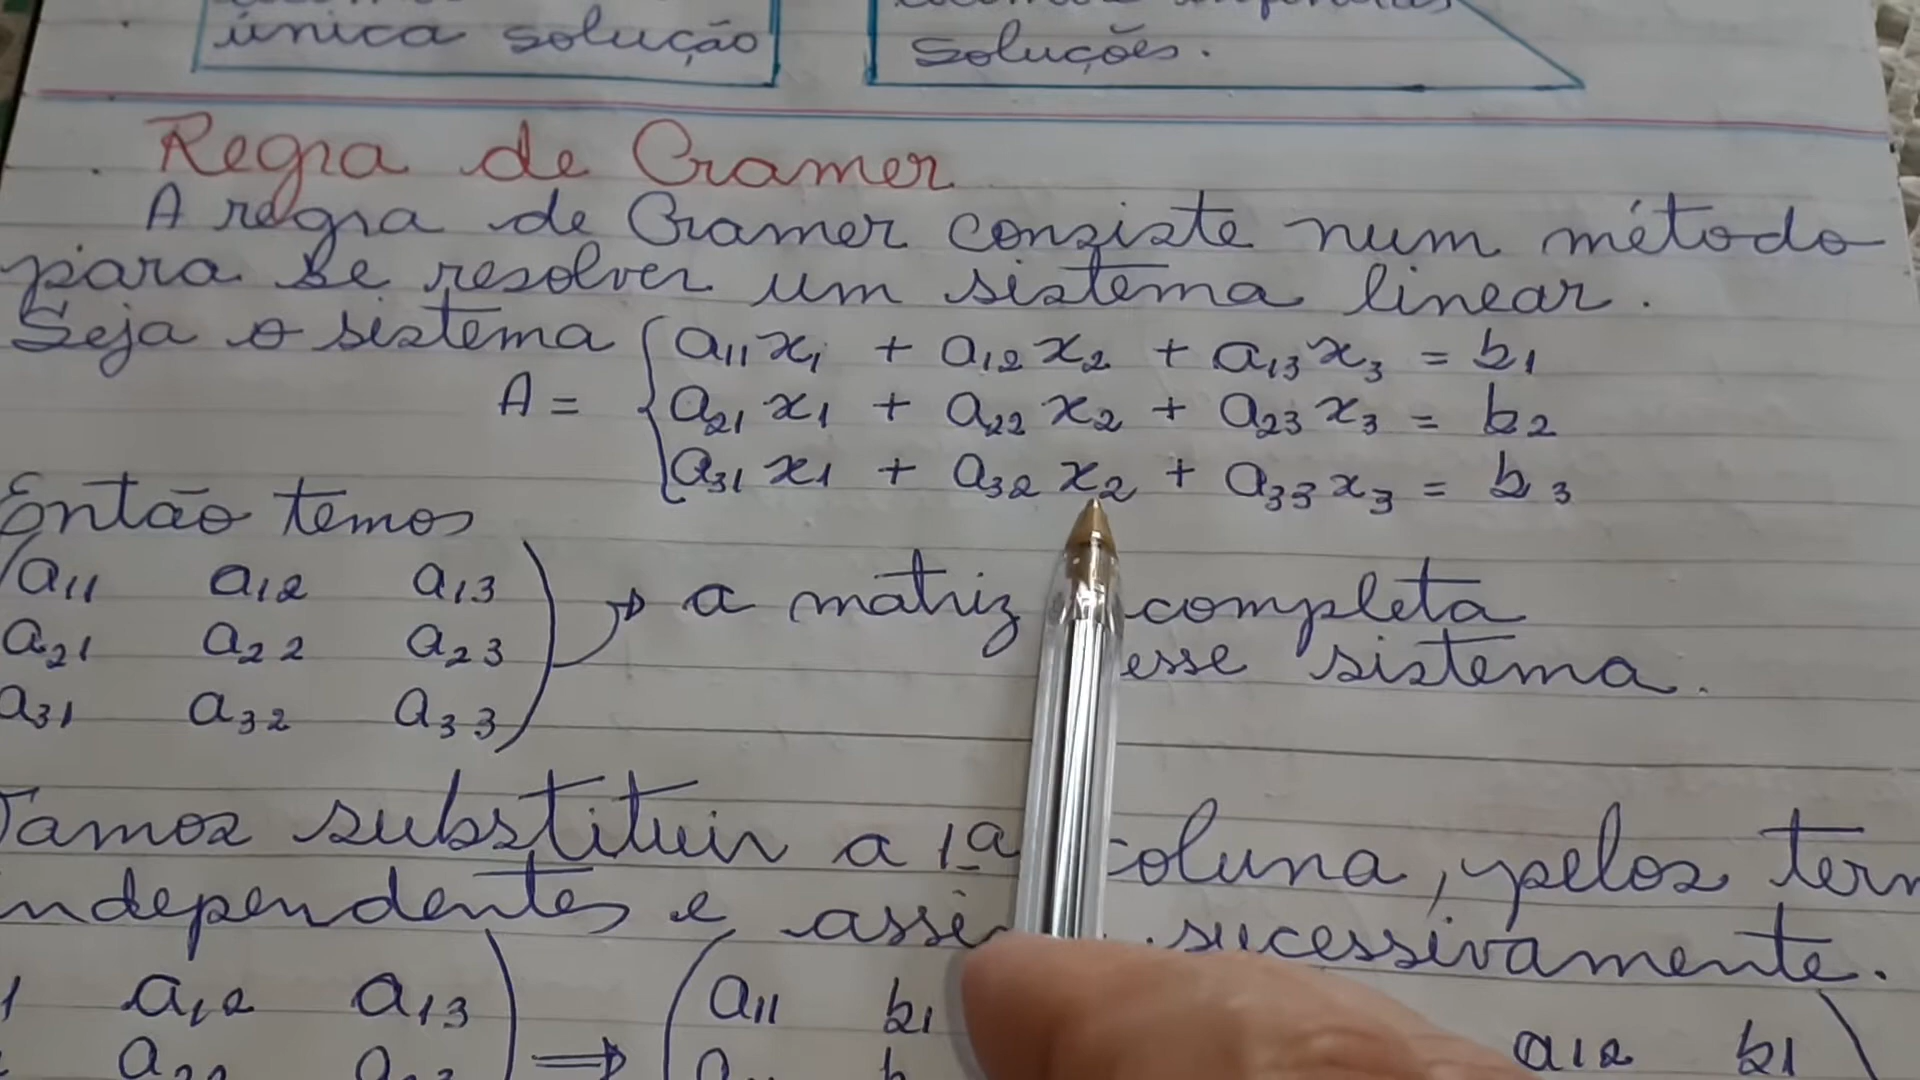 única solução
soluções.
Regra de Cramer
A regra de Cramer consiste num método
para se resolver um sistema linear.
Seja o sistema
a11x1 + a12x2 + a13x3 = b1
A = a21x1 + a22x2 + a23x3 = b2
a31x1 + a32x2 + a33x3 = b3
Então temos
a11 a12 a13
a21 a22 a23
a31 a32 a33
→ a matriz completa
esse sistema.
Vamos substituir a 1ª coluna, pelos ter
independentes e assim sucessivamente.
a12 a13 ⇒ a11 b1
a12 b1